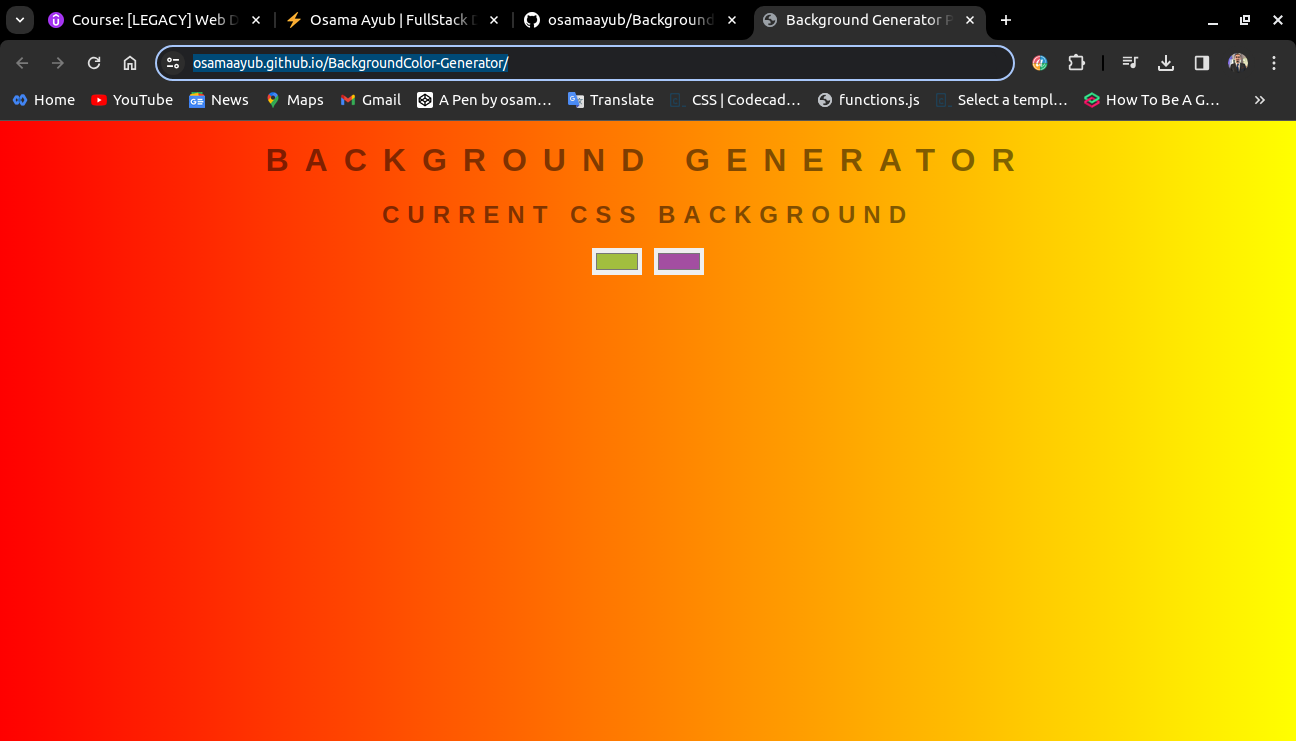 Course: [LEGACY] Web D
Osama Ayub | FullStack D
osamaayub/Background
Background Generator P
osamaayub.github.io/BackgroundColor-Generator/
Home
YouTube
News
Maps
Gmail
A Pen by osam…
Translate
CSS | Codecad…
functions.js
Select a templ…
How To Be A G…
BACKGROUND GENERATOR
CURRENT CSS BACKGROUND